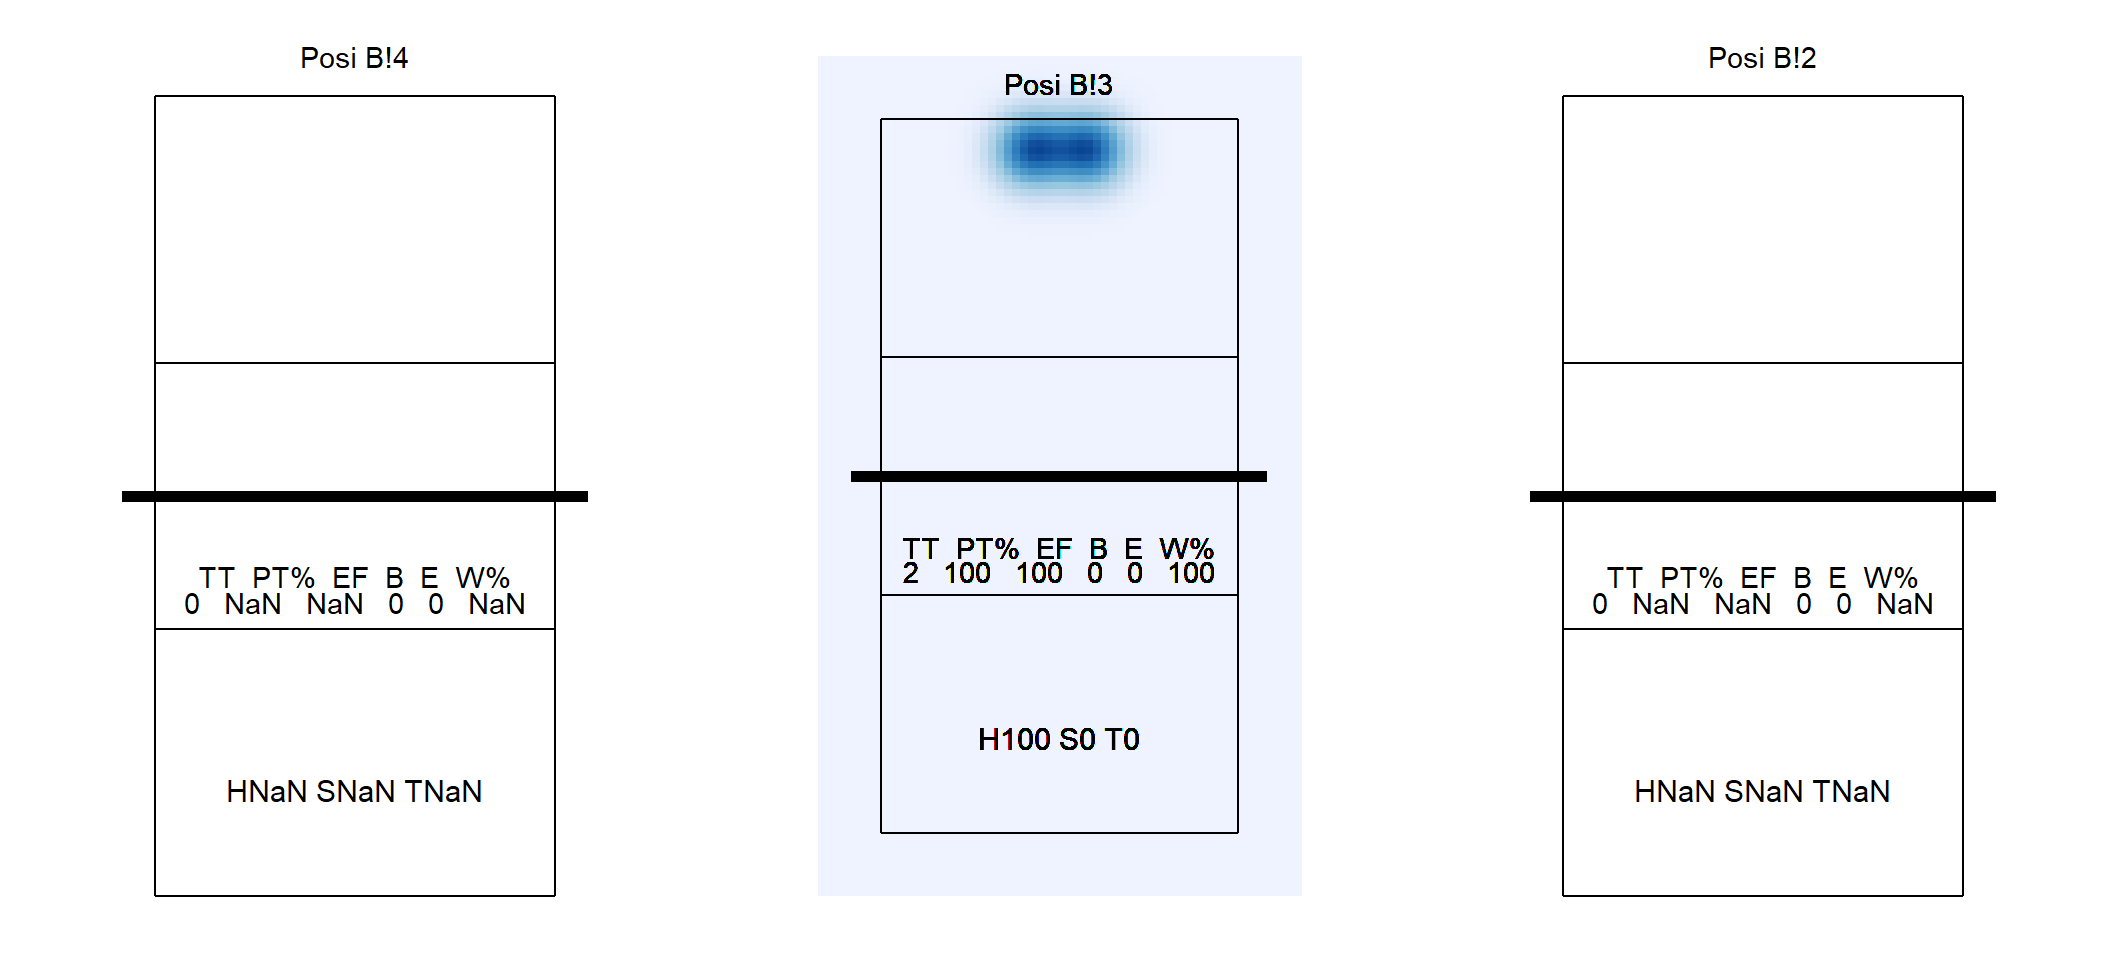 Posi B!4
TT PT% EF B E W%
0 NaN NaN 0 0 NaN
HNaN SNaN TNaN
Posi B!3
TT PT% EF B E W%
2 100 100 0 0 100
H100 S0 T0
Posi B!2
TT PT% EF B E W%
0 NaN NaN 0 0 NaN
HNaN SNaN TNaN